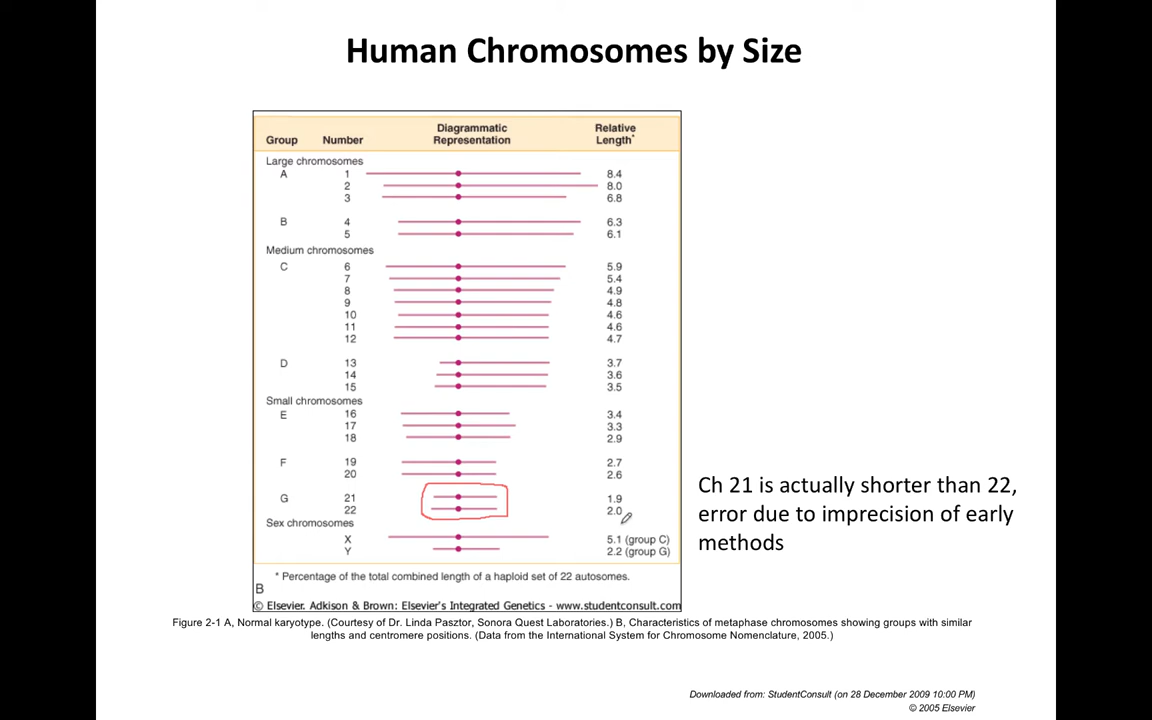 Human Chromosomes by Size
Group Number Diagrammatic Representation Relative Length*
Large chromosomes
A 1 8.4
2 8.0
3 6.8
B 4 6.3
5 6.1
Medium chromosomes
C 6 5.9
7 5.4
8 4.9
9 4.8
10 4.6
11 4.6
12 4.7
D 13 3.7
14 3.6
15 3.5
Small chromosomes
E 16 3.4
17 3.3
18 2.9
F 19 2.7
20 2.6
G 21 1.9
22 2.0
Sex chromosomes
X 5.1 (group C)
Y 2.2 (group G)
* Percentage of the total combined length of a haploid set of 22 autosomes.
B
© Elsevier. Adkison & Brown: Elsevier's Integrated Genetics - www.studentconsult.com
Ch 21 is actually shorter than 22,
error due to imprecision of early
methods
Figure 2-1 A, Normal karyotype. (Courtesy of Dr. Linda Pasztor, Sonora Quest Laboratories.) B, Characteristics of metaphase chromosomes showing groups with similar
lengths and centromere positions. (Data from the International System for Chromosome Nomenclature, 2005.)
Downloaded from: StudentConsult (on 28 December 2009 10:00 PM)
© 2005 Elsevier